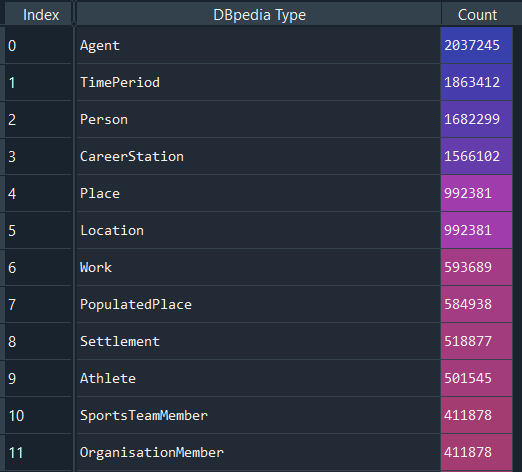 Index DBpedia Type Count
0 Agent 2037245
1 TimePeriod 1863412
2 Person 1682299
3 CareerStation 1566102
4 Place 992381
5 Location 992381
6 Work 593689
7 PopulatedPlace 584938
8 Settlement 518877
9 Athlete 501545
10 SportsTeamMember 411878
11 OrganisationMember 411878